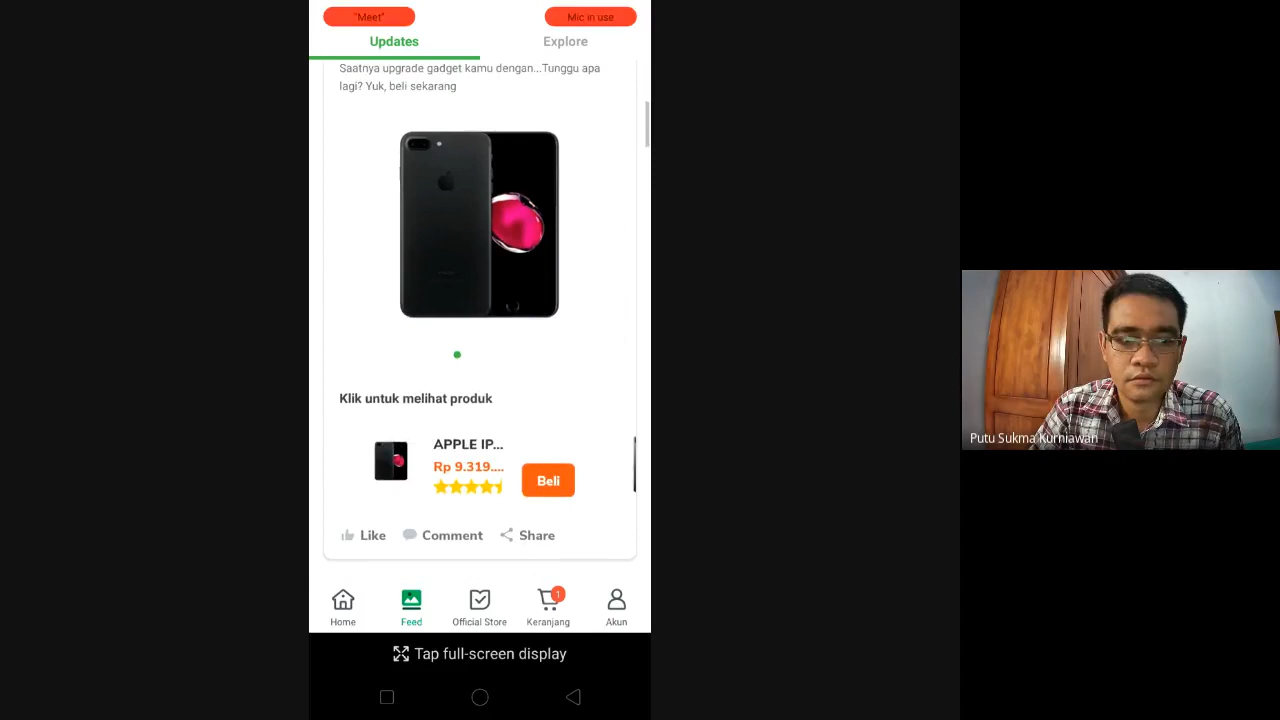 "Meet"
Mic in use
Updates
Explore
Saatnya upgrade gadget kamu dengan...Tunggu apa
lagi? Yuk, beli sekarang
Klik untuk melihat produk
APPLE IP...
Rp 9.319....
Beli
Like
Comment
Share
1
Home
Feed
Official Store
Keranjang
Akun
Tap full-screen display
Putu Sukma Kurniawan